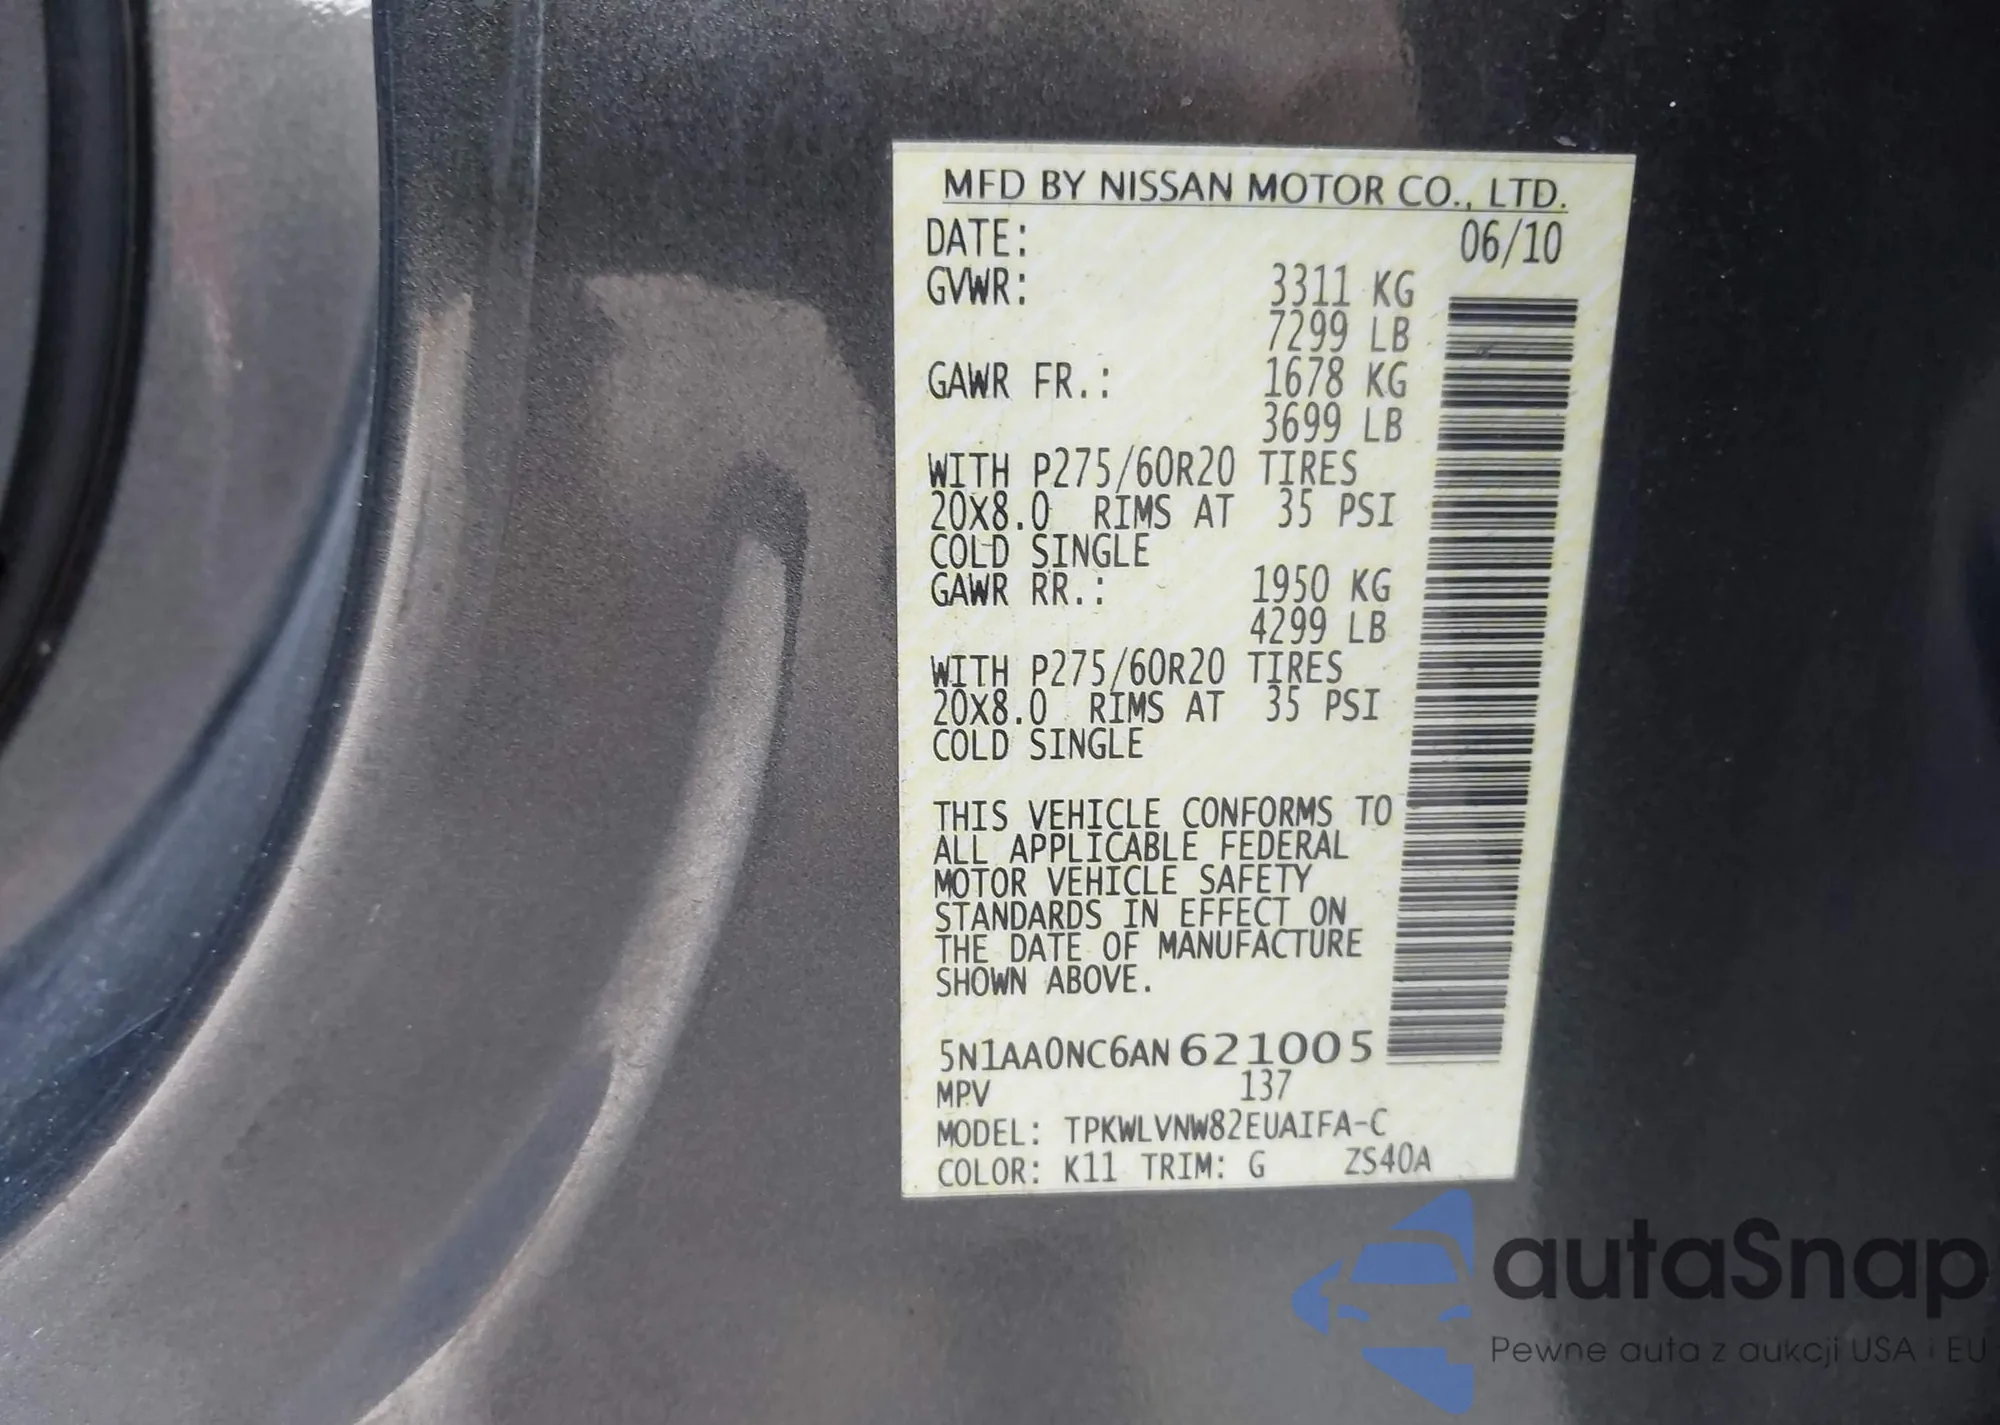 MFD BY NISSAN MOTOR CO., LTD.
DATE: 06/10
GVWR: 3311 KG
7299 LB
GAWR FR.: 1678 KG
3699 LB
WITH P275/60R20 TIRES
20X8.0 RIMS AT 35 PSI
COLD SINGLE
GAWR RR.: 1950 KG
4299 LB
WITH P275/60R20 TIRES
20X8.0 RIMS AT 35 PSI
COLD SINGLE
THIS VEHICLE CONFORMS TO
ALL APPLICABLE FEDERAL
MOTOR VEHICLE SAFETY
STANDARDS IN EFFECT ON
THE DATE OF MANUFACTURE
SHOWN ABOVE.
5N1AA0NC6AN621005
MPV 137
MODEL: TPKWLVNW82EUAIFA-C
COLOR: K11 TRIM: G ZS40A
autaSnap
Pewne auta z aukcji USA i EU